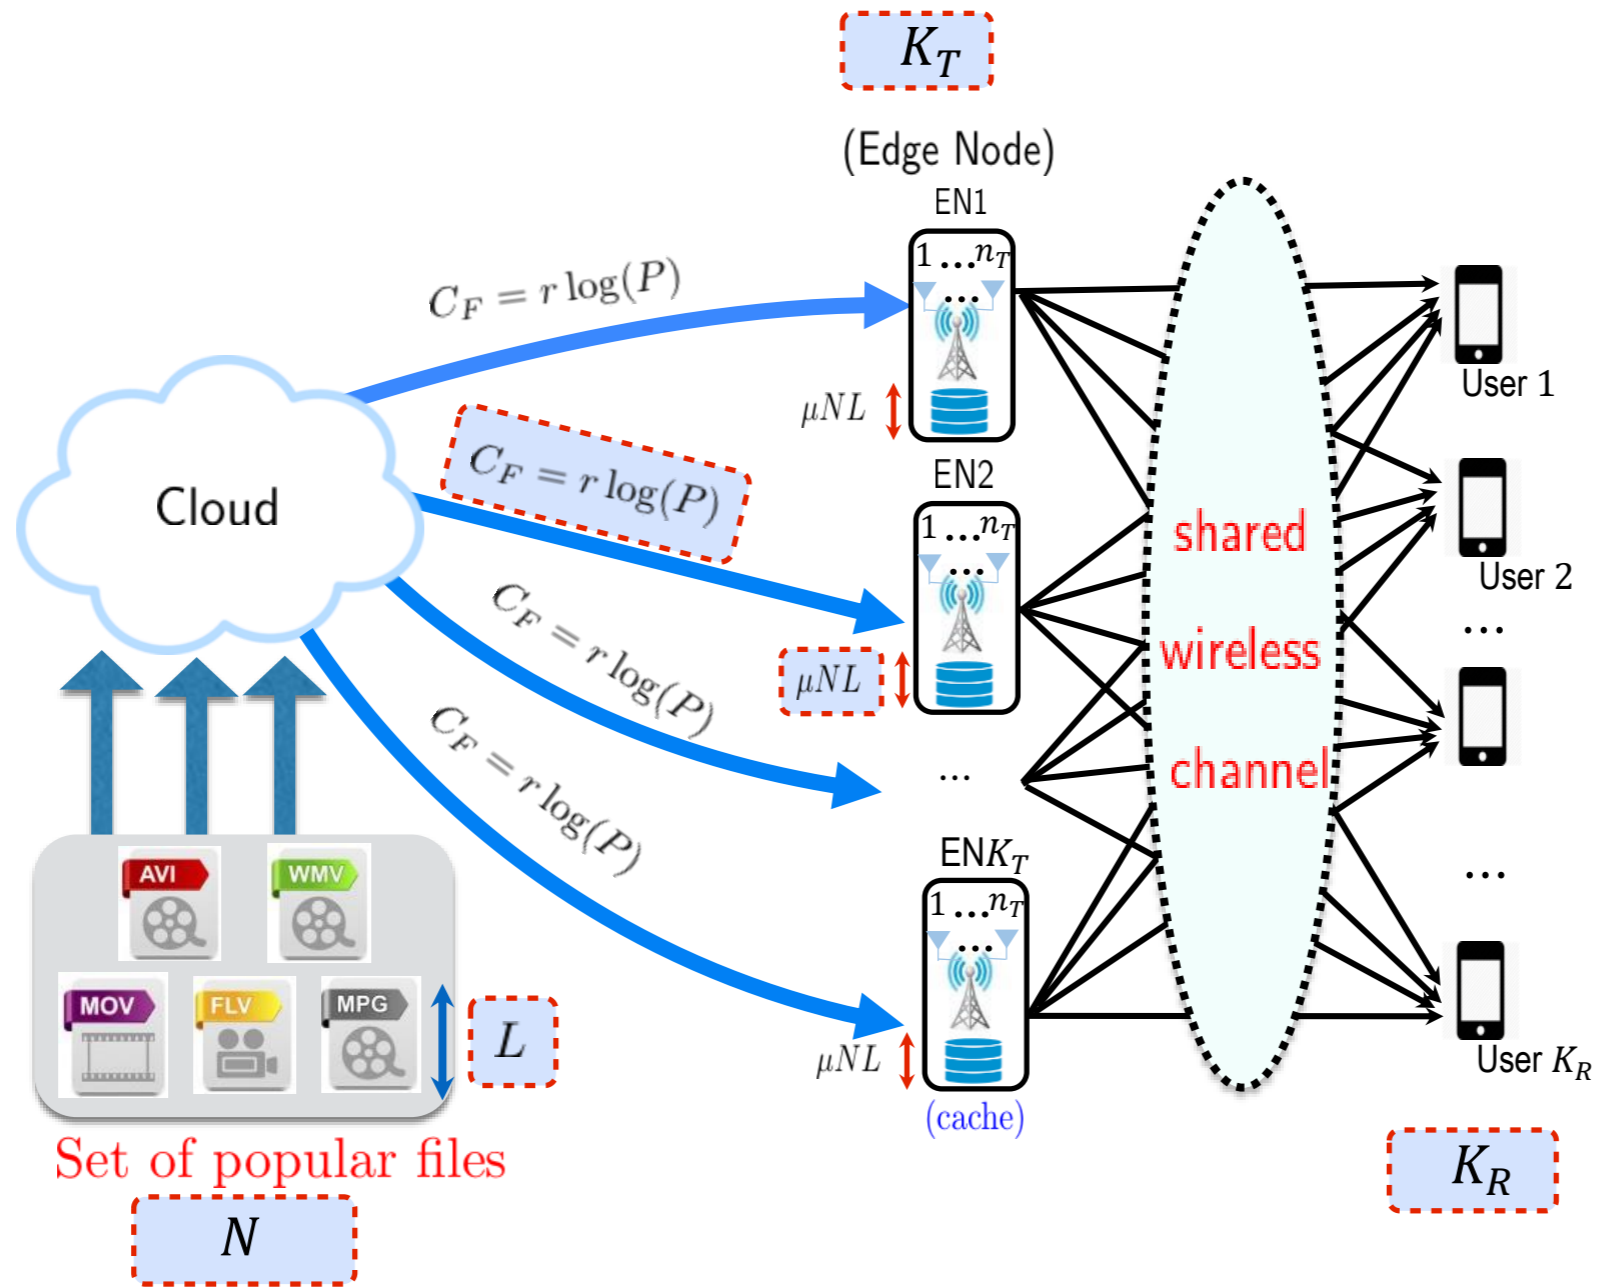 K_T
(Edge Node)
EN1
1 ...n_T
C_F = r log(P)
μNL
User 1
C_F = r log(P)
EN2
1 ...n_T
Cloud
shared
User 2
...
C_F = r log(P)
wireless
μNL
C_F = r log(P)
...
channel
ENK_T
1 ...n_T
...
AVI
WMV
MOV
FLV
MPG
L
μNL
User K_R
(cache)
Set of popular files
K_R
N